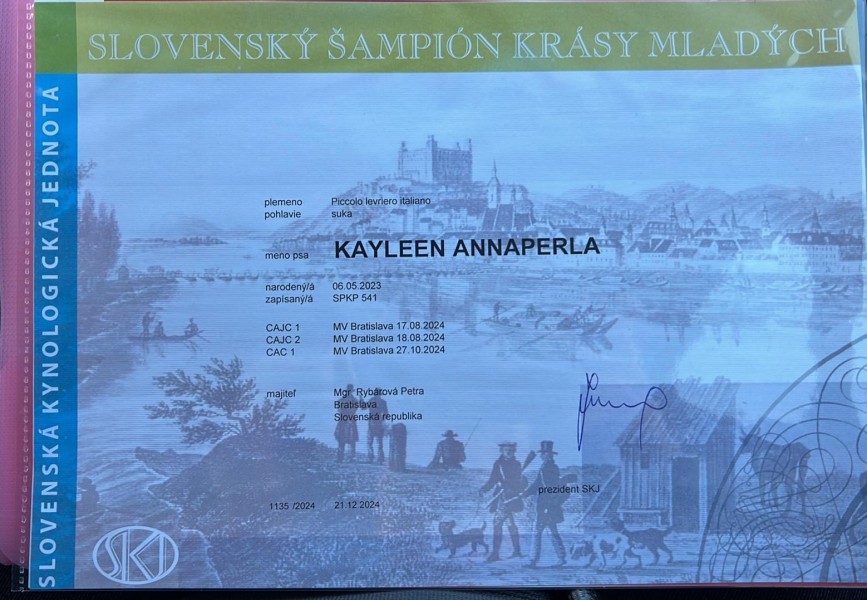 SLOVENSKÝ ŠAMPIÓN KRÁSY MLADÝCH
SLOVENSKÁ KYNOLOGICKÁ JEDNOTA
plemeno Piccolo levriero italiano
pohlavie suka
meno psa KAYLEEN ANNAPERLA
narodený/á 06.05.2023
zapísaný/á SPKP 541
CAJC 1 MV Bratislava 17.08.2024
CAJC 2 MV Bratislava 18.08.2024
CAC 1 MV Bratislava 27.10.2024
majiteľ Mgr. Rybárová Petra
Bratislava
Slovenská republika
prezident SKJ
1135 /2024 21.12.2024
SKJ